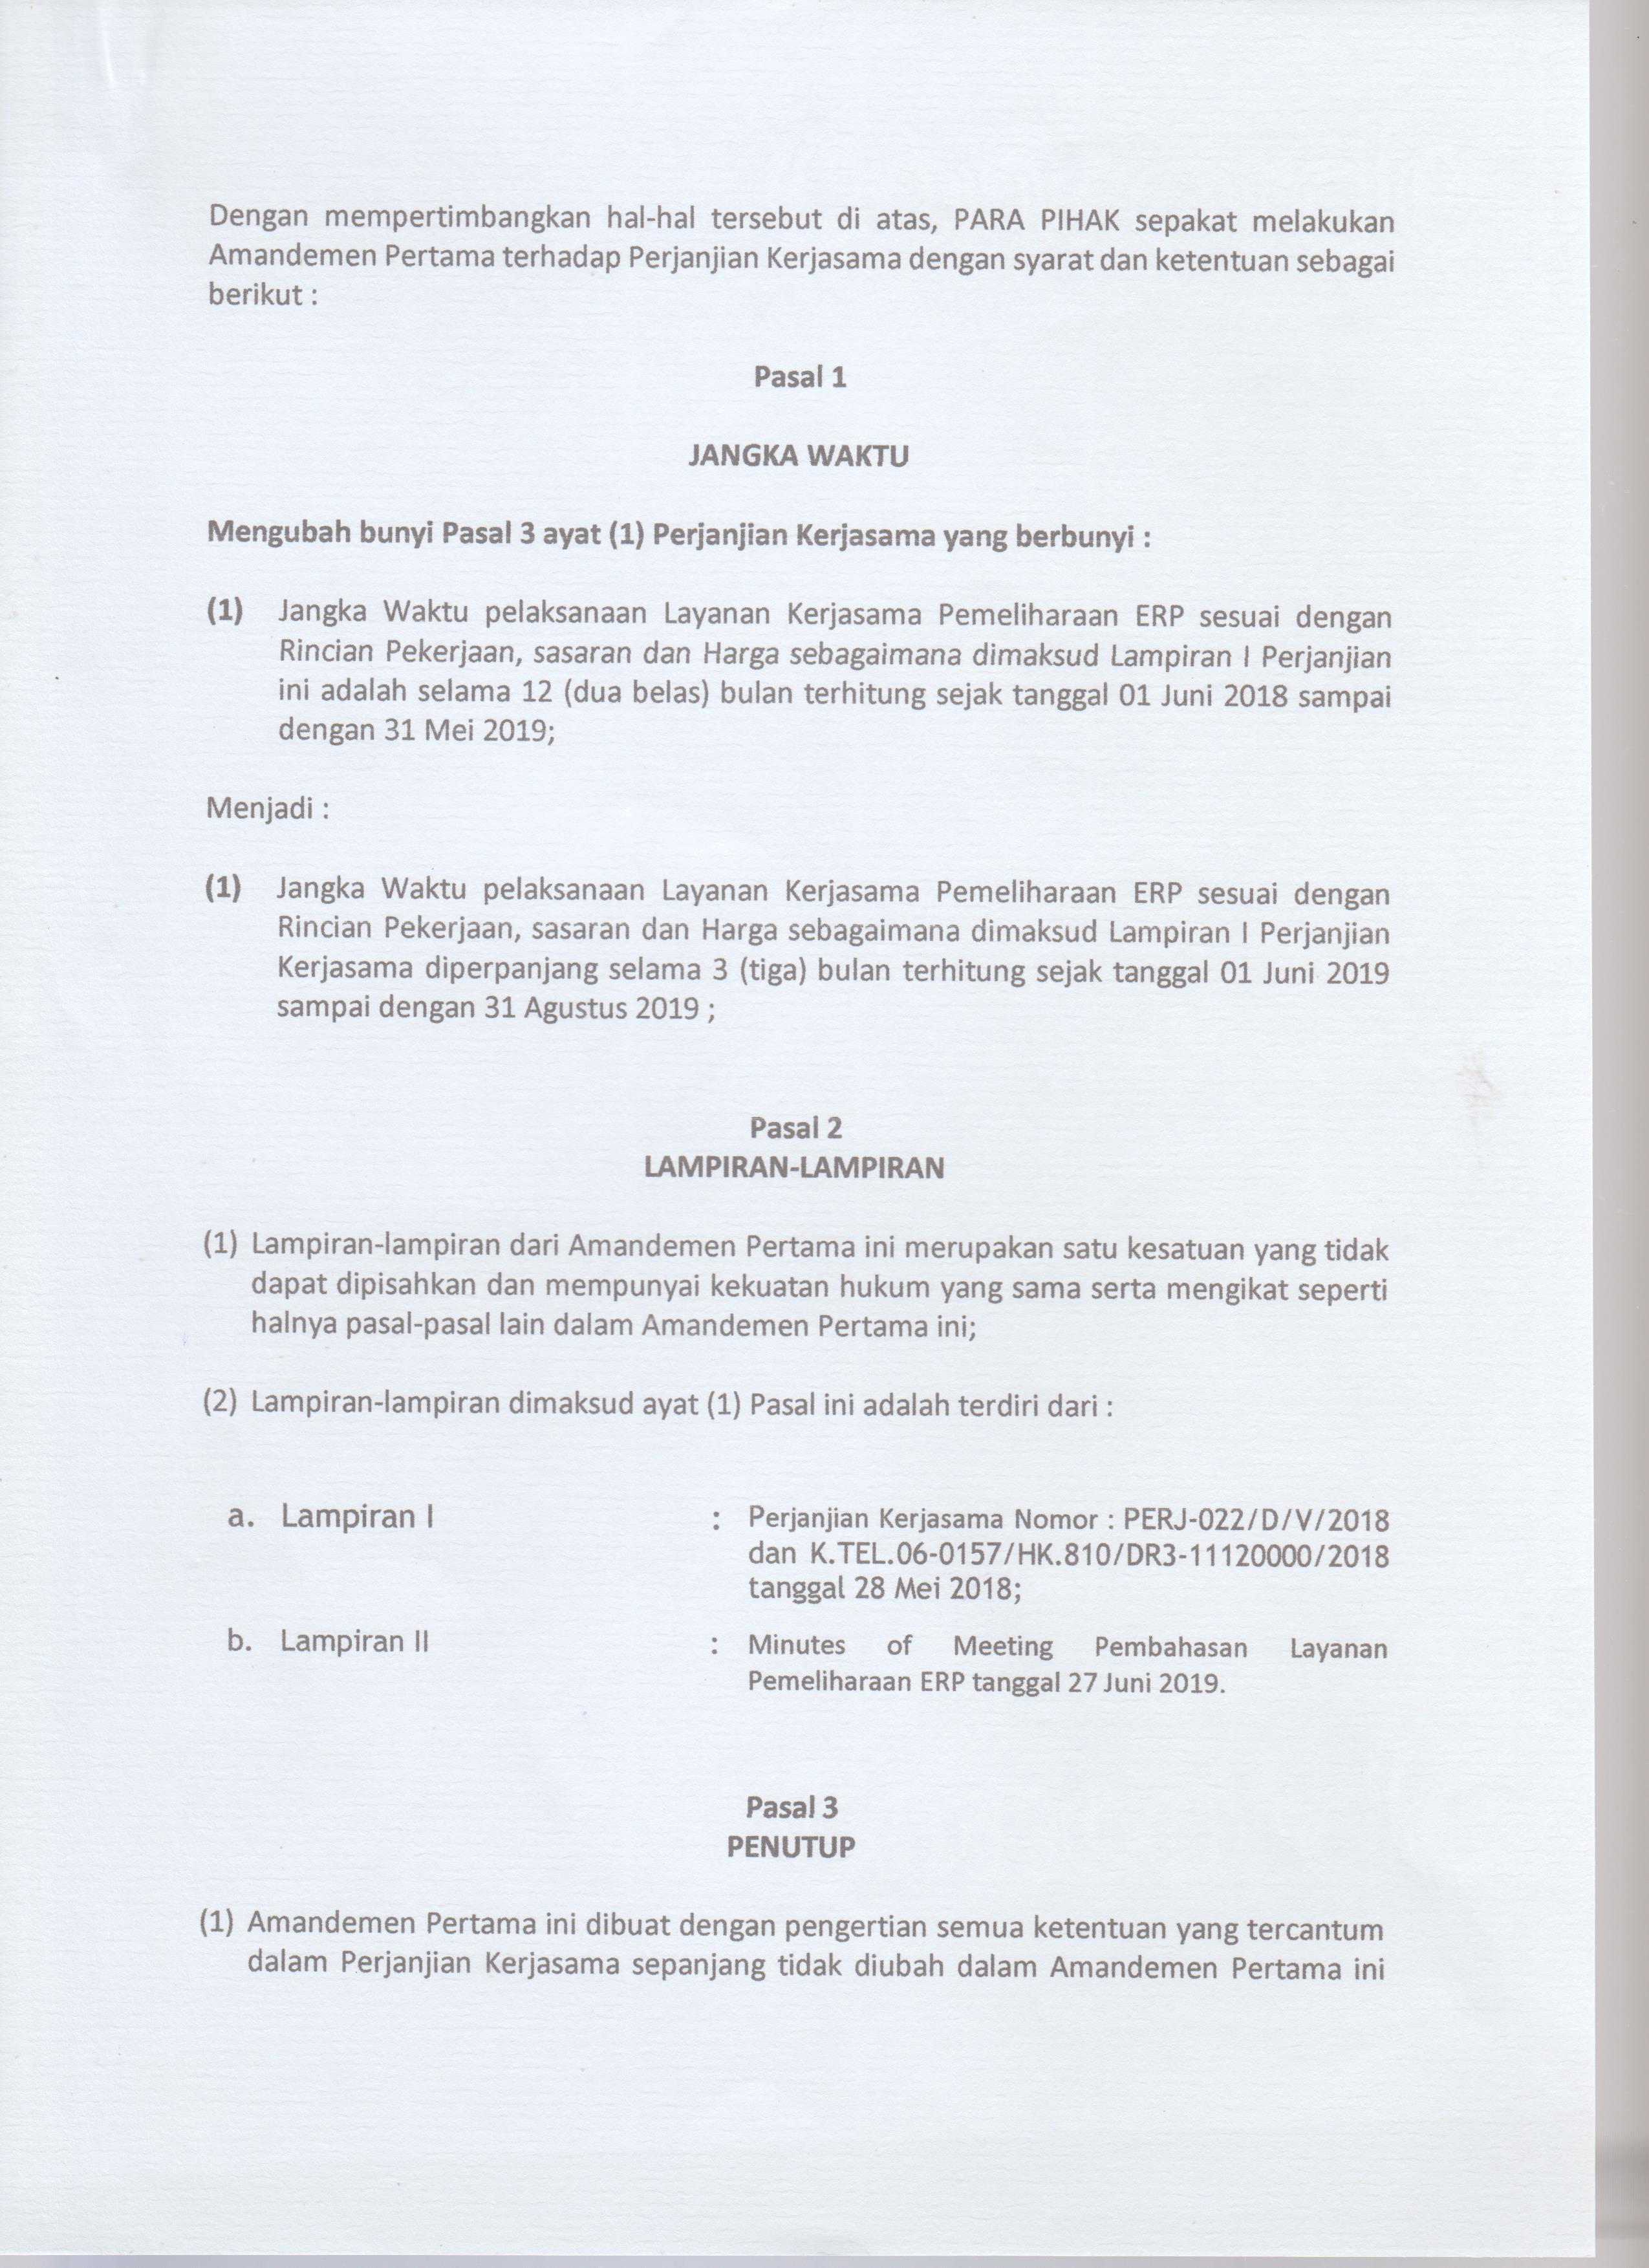 Dengan mempertimbangkan hal-hal tersebut di atas, PARA PIHAK sepakat melakukan
Amandemen Pertama terhadap Perjanjian Kerjasama dengan syarat dan ketentuan sebagai
berikut :
Pasal 1
JANGKA WAKTU
Mengubah bunyi Pasal 3 ayat (1) Perjanjian Kerjasama yang berbunyi :
(1) Jangka Waktu pelaksanaan Layanan Kerjasama Pemeliharaan ERP sesuai dengan
Rincian Pekerjaan, sasaran dan Harga sebagaimana dimaksud Lampiran I Perjanjian
ini adalah selama 12 (dua belas) bulan terhitung sejak tanggal 01 Juni 2018 sampai
dengan 31 Mei 2019;
Menjadi :
(1) Jangka Waktu pelaksanaan Layanan Kerjasama Pemeliharaan ERP sesuai dengan
Rincian Pekerjaan, sasaran dan Harga sebagaimana dimaksud Lampiran I Perjanjian
Kerjasama diperpanjang selama 3 (tiga) bulan terhitung sejak tanggal 01 Juni 2019
sampai dengan 31 Agustus 2019 ;
Pasal 2
LAMPIRAN-LAMPIRAN
(1) Lampiran-lampiran dari Amandemen Pertama ini merupakan satu kesatuan yang tidak
dapat dipisahkan dan mempunyai kekuatan hukum yang sama serta mengikat seperti
halnya pasal-pasal lain dalam Amandemen Pertama ini;
(2) Lampiran-lampiran dimaksud ayat (1) Pasal ini adalah terdiri dari :
a. Lampiran I : Perjanjian Kerjasama Nomor : PERJ-022/D/V/2018
dan K.TEL.06-0157/HK.810/DR3-11120000/2018
tanggal 28 Mei 2018;
b. Lampiran II : Minutes of Meeting Pembahasan Layanan
Pemeliharaan ERP tanggal 27 Juni 2019.
Pasal 3
PENUTUP
(1) Amandemen Pertama ini dibuat dengan pengertian semua ketentuan yang tercantum
dalam Perjanjian Kerjasama sepanjang tidak diubah dalam Amandemen Pertama ini